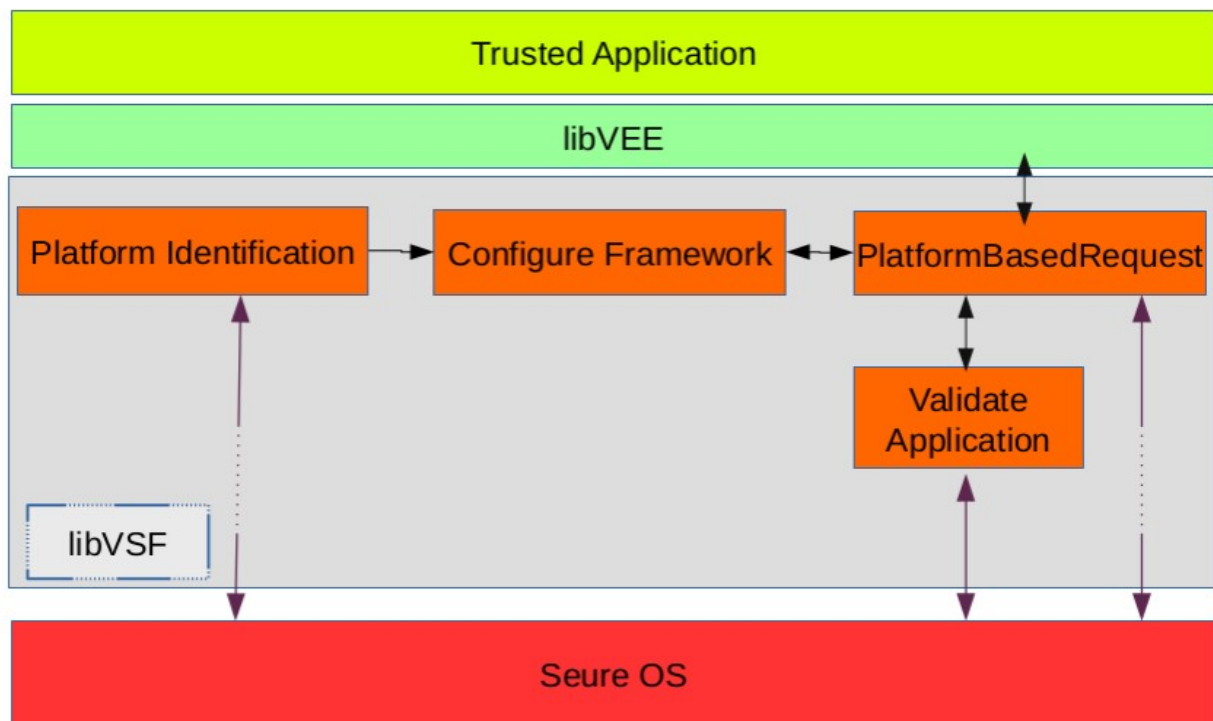 Trusted Application
libVEE
Platform Identification
Configure Framework
PlatformBasedRequest
Validate
Application
libVSF
Seure OS